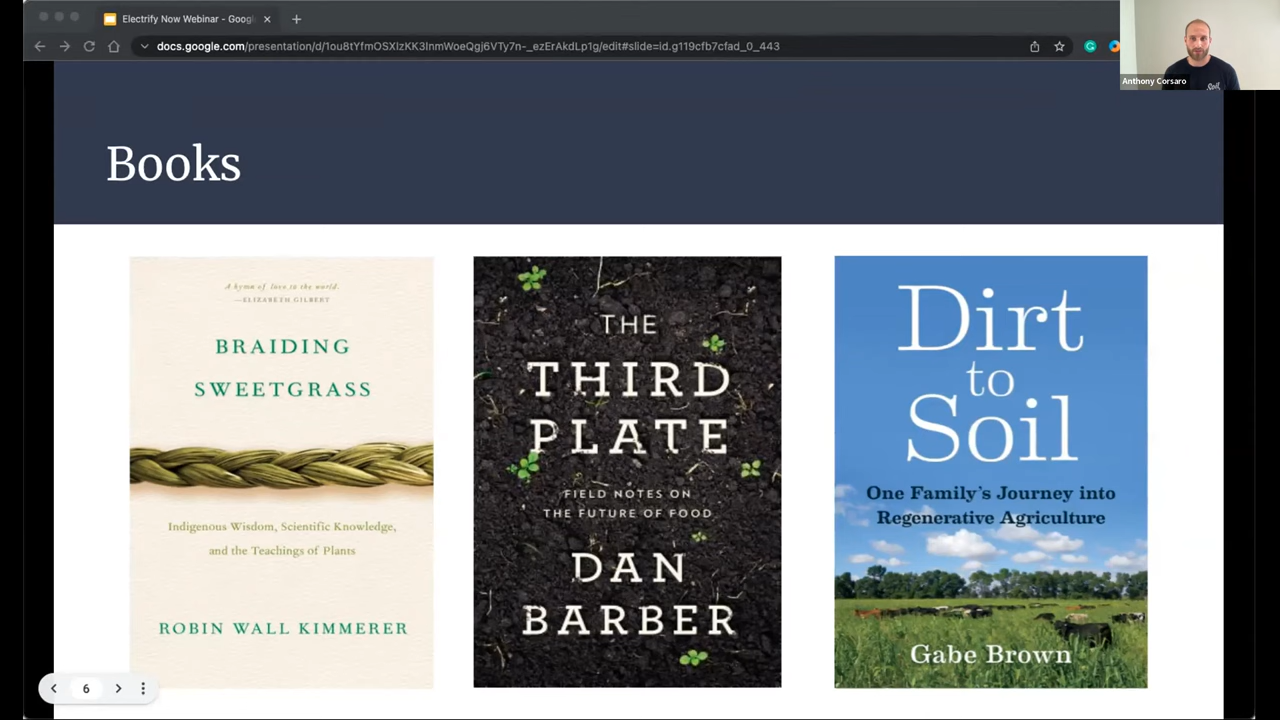 Electrify Now Webinar - Goog
docs.google.com/presentation/d/1ou8tYfmOSXIzKK3InmWoeQgj6VTy7n-_ezErAkdLp1g/edit#slide=id.g119cfb7cfad_0_443
Anthony Corsaro
Soil
Books
A hymn of love to the world.
—ELIZABETH GILBERT
BRAIDING
SWEETGRASS
Indigenous Wisdom, Scientific Knowledge,
and the Teachings of Plants
ROBIN WALL KIMMERER
THE
THIRD
PLATE
FIELD NOTES ON
THE FUTURE OF FOOD
DAN
BARBER
Dirt
to
Soil
One Family's Journey into
Regenerative Agriculture
Gabe Brown
6